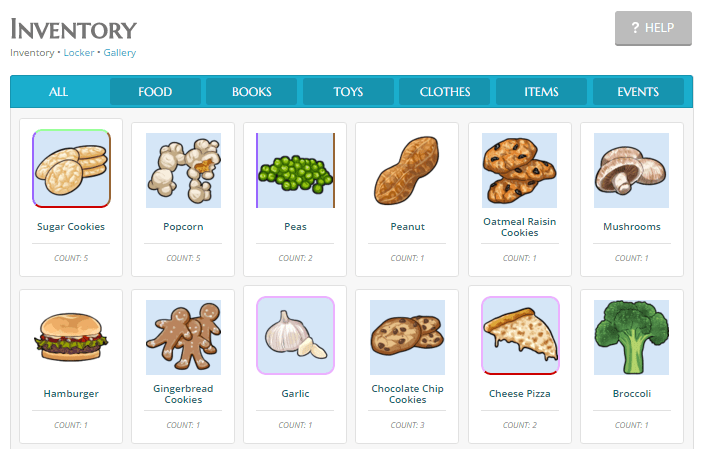 Inventory
Inventory • Locker • Gallery
? HELP
ALL FOOD BOOKS TOYS CLOTHES ITEMS EVENTS
Sugar Cookies
COUNT: 5
Popcorn
COUNT: 5
Peas
COUNT: 2
Peanut
COUNT: 1
Oatmeal Raisin
Cookies
COUNT: 1
Mushrooms
COUNT: 1
Hamburger
COUNT: 1
Gingerbread
Cookies
COUNT: 1
Garlic
COUNT: 1
Chocolate Chip
Cookies
COUNT: 3
Cheese Pizza
COUNT: 2
Broccoli
COUNT: 1